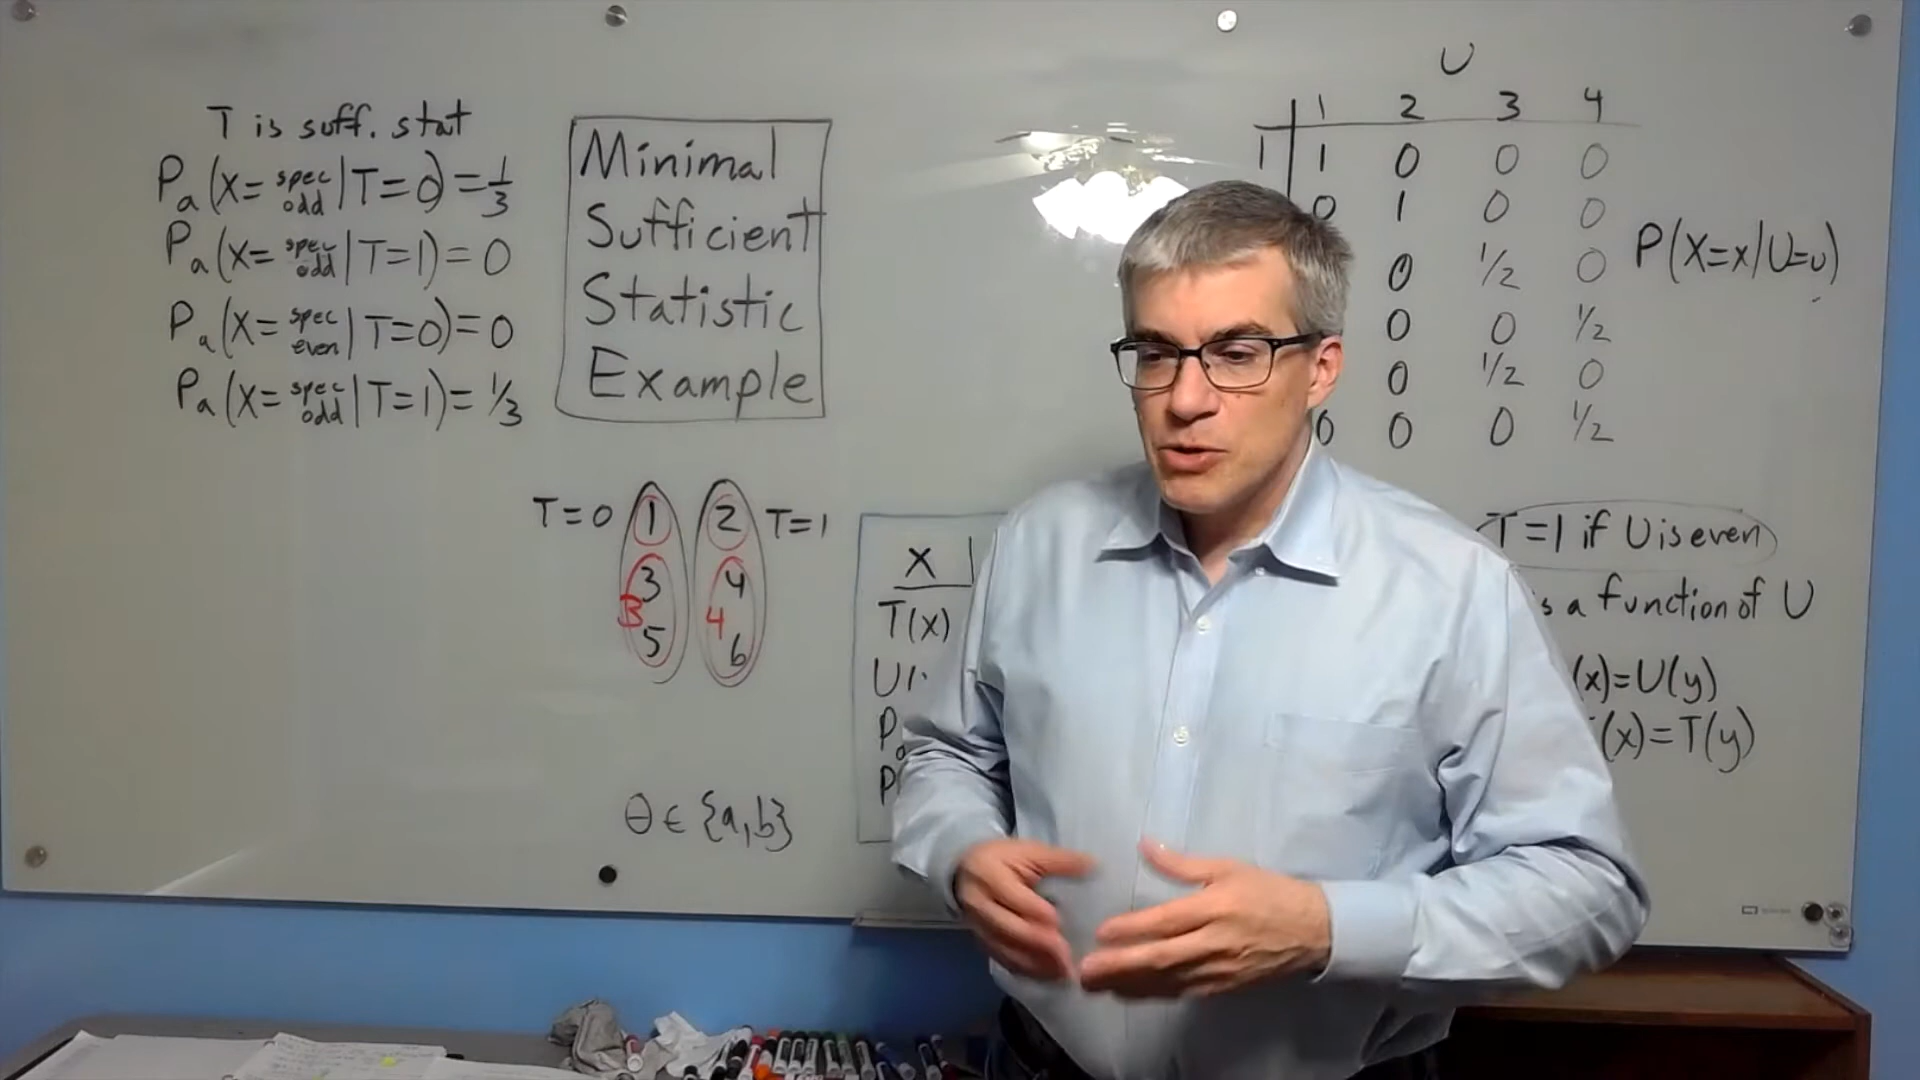 T is suff. stat
Pa(X= spec odd | T=0) = 1/3
Pa(X= spec odd | T=1) = 0
Pa(X= spec even | T=0) = 0
Pa(X= spec odd | T=1) = 1/3
Minimal
Sufficient
Statistic
Example
U
1 2 3 4
1 1 0 0 0
0 1 0 0
0 1/2 0
0 0 1/2
0 1/2 0
0 0 0 1/2
P(X=x|U=u)
T=0 1 2 T=1
3 4
3 4
5 6
θ ∈ {a,b}
X
T(x)
U(
P
P
T=1 if U is even
s a function of U
(x)=U(y)
(x)=T(y)